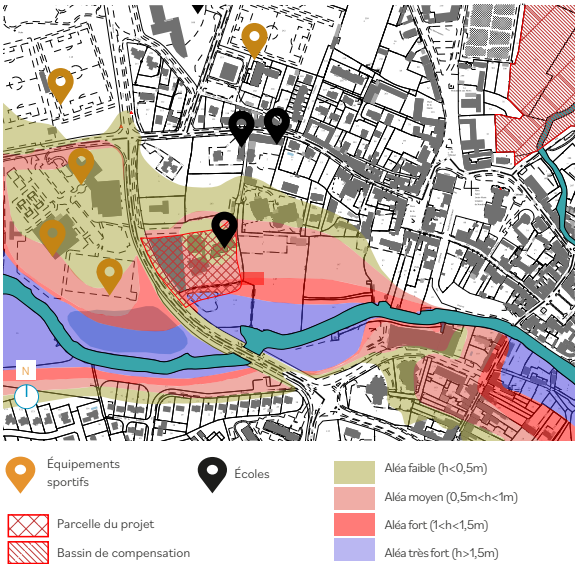 N
Équipements
sportifs
Écoles
Parcelle du projet
Bassin de compensation
Aléa faible (h<0,5m)
Aléa moyen (0,5m<h<1m)
Aléa fort (1<h<1,5m)
Aléa très fort (h>1,5m)